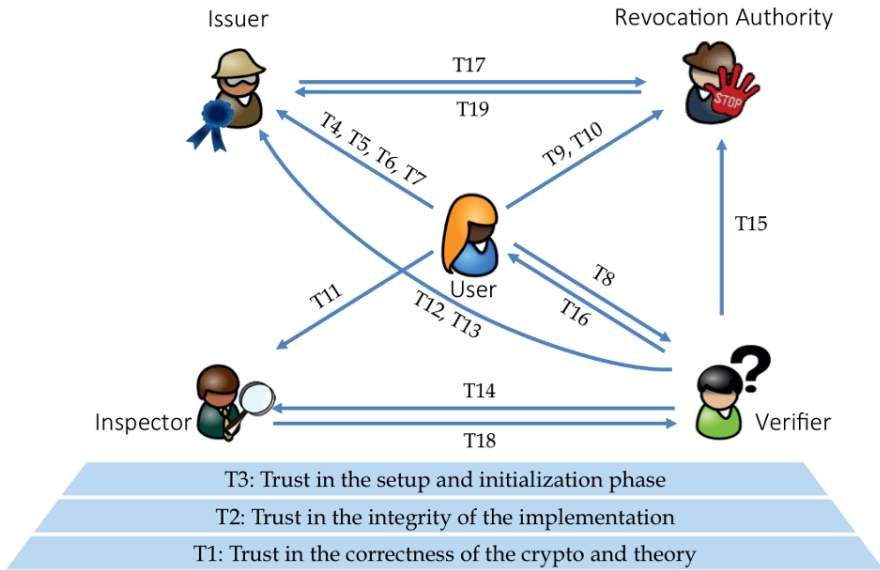 Issuer
Revocation Authority
T17
T19
STOP
T4, T5, T6, T7
T9, T10
T15
User
T8
T16
T11
T12, T13
T14
Inspector
Verifier
?
T18
T3: Trust in the setup and initialization phase
T2: Trust in the integrity of the implementation
T1: Trust in the correctness of the crypto and theory